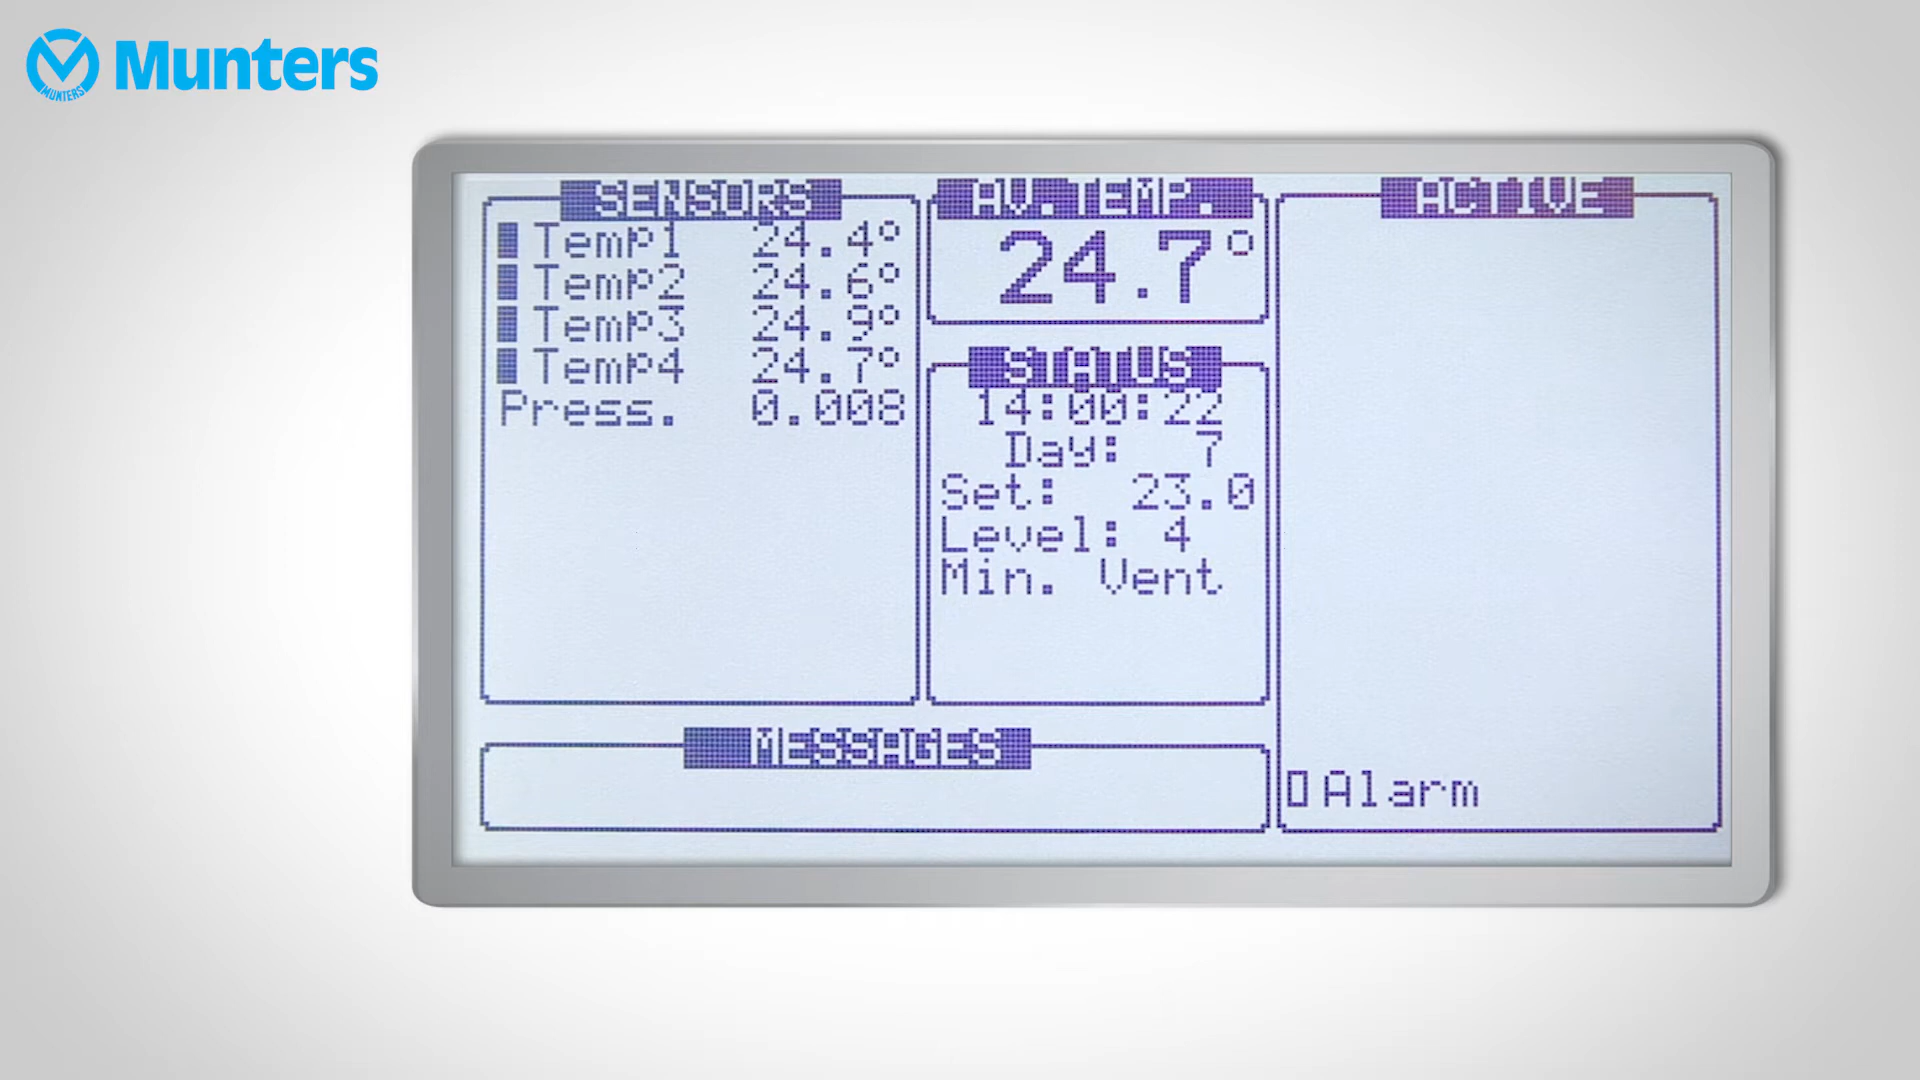 MUNTERS
Munters
SENSORS
Temp1 24.4°
Temp2 24.6°
Temp3 24.9°
Temp4 24.7°
Press. 0.008
AV.TEMP.
24.7°
STATUS
14:00:22
Day: 7
Set: 23.0
Level: 4
Min. Vent
MESSAGES
ACTIVE
Alarm